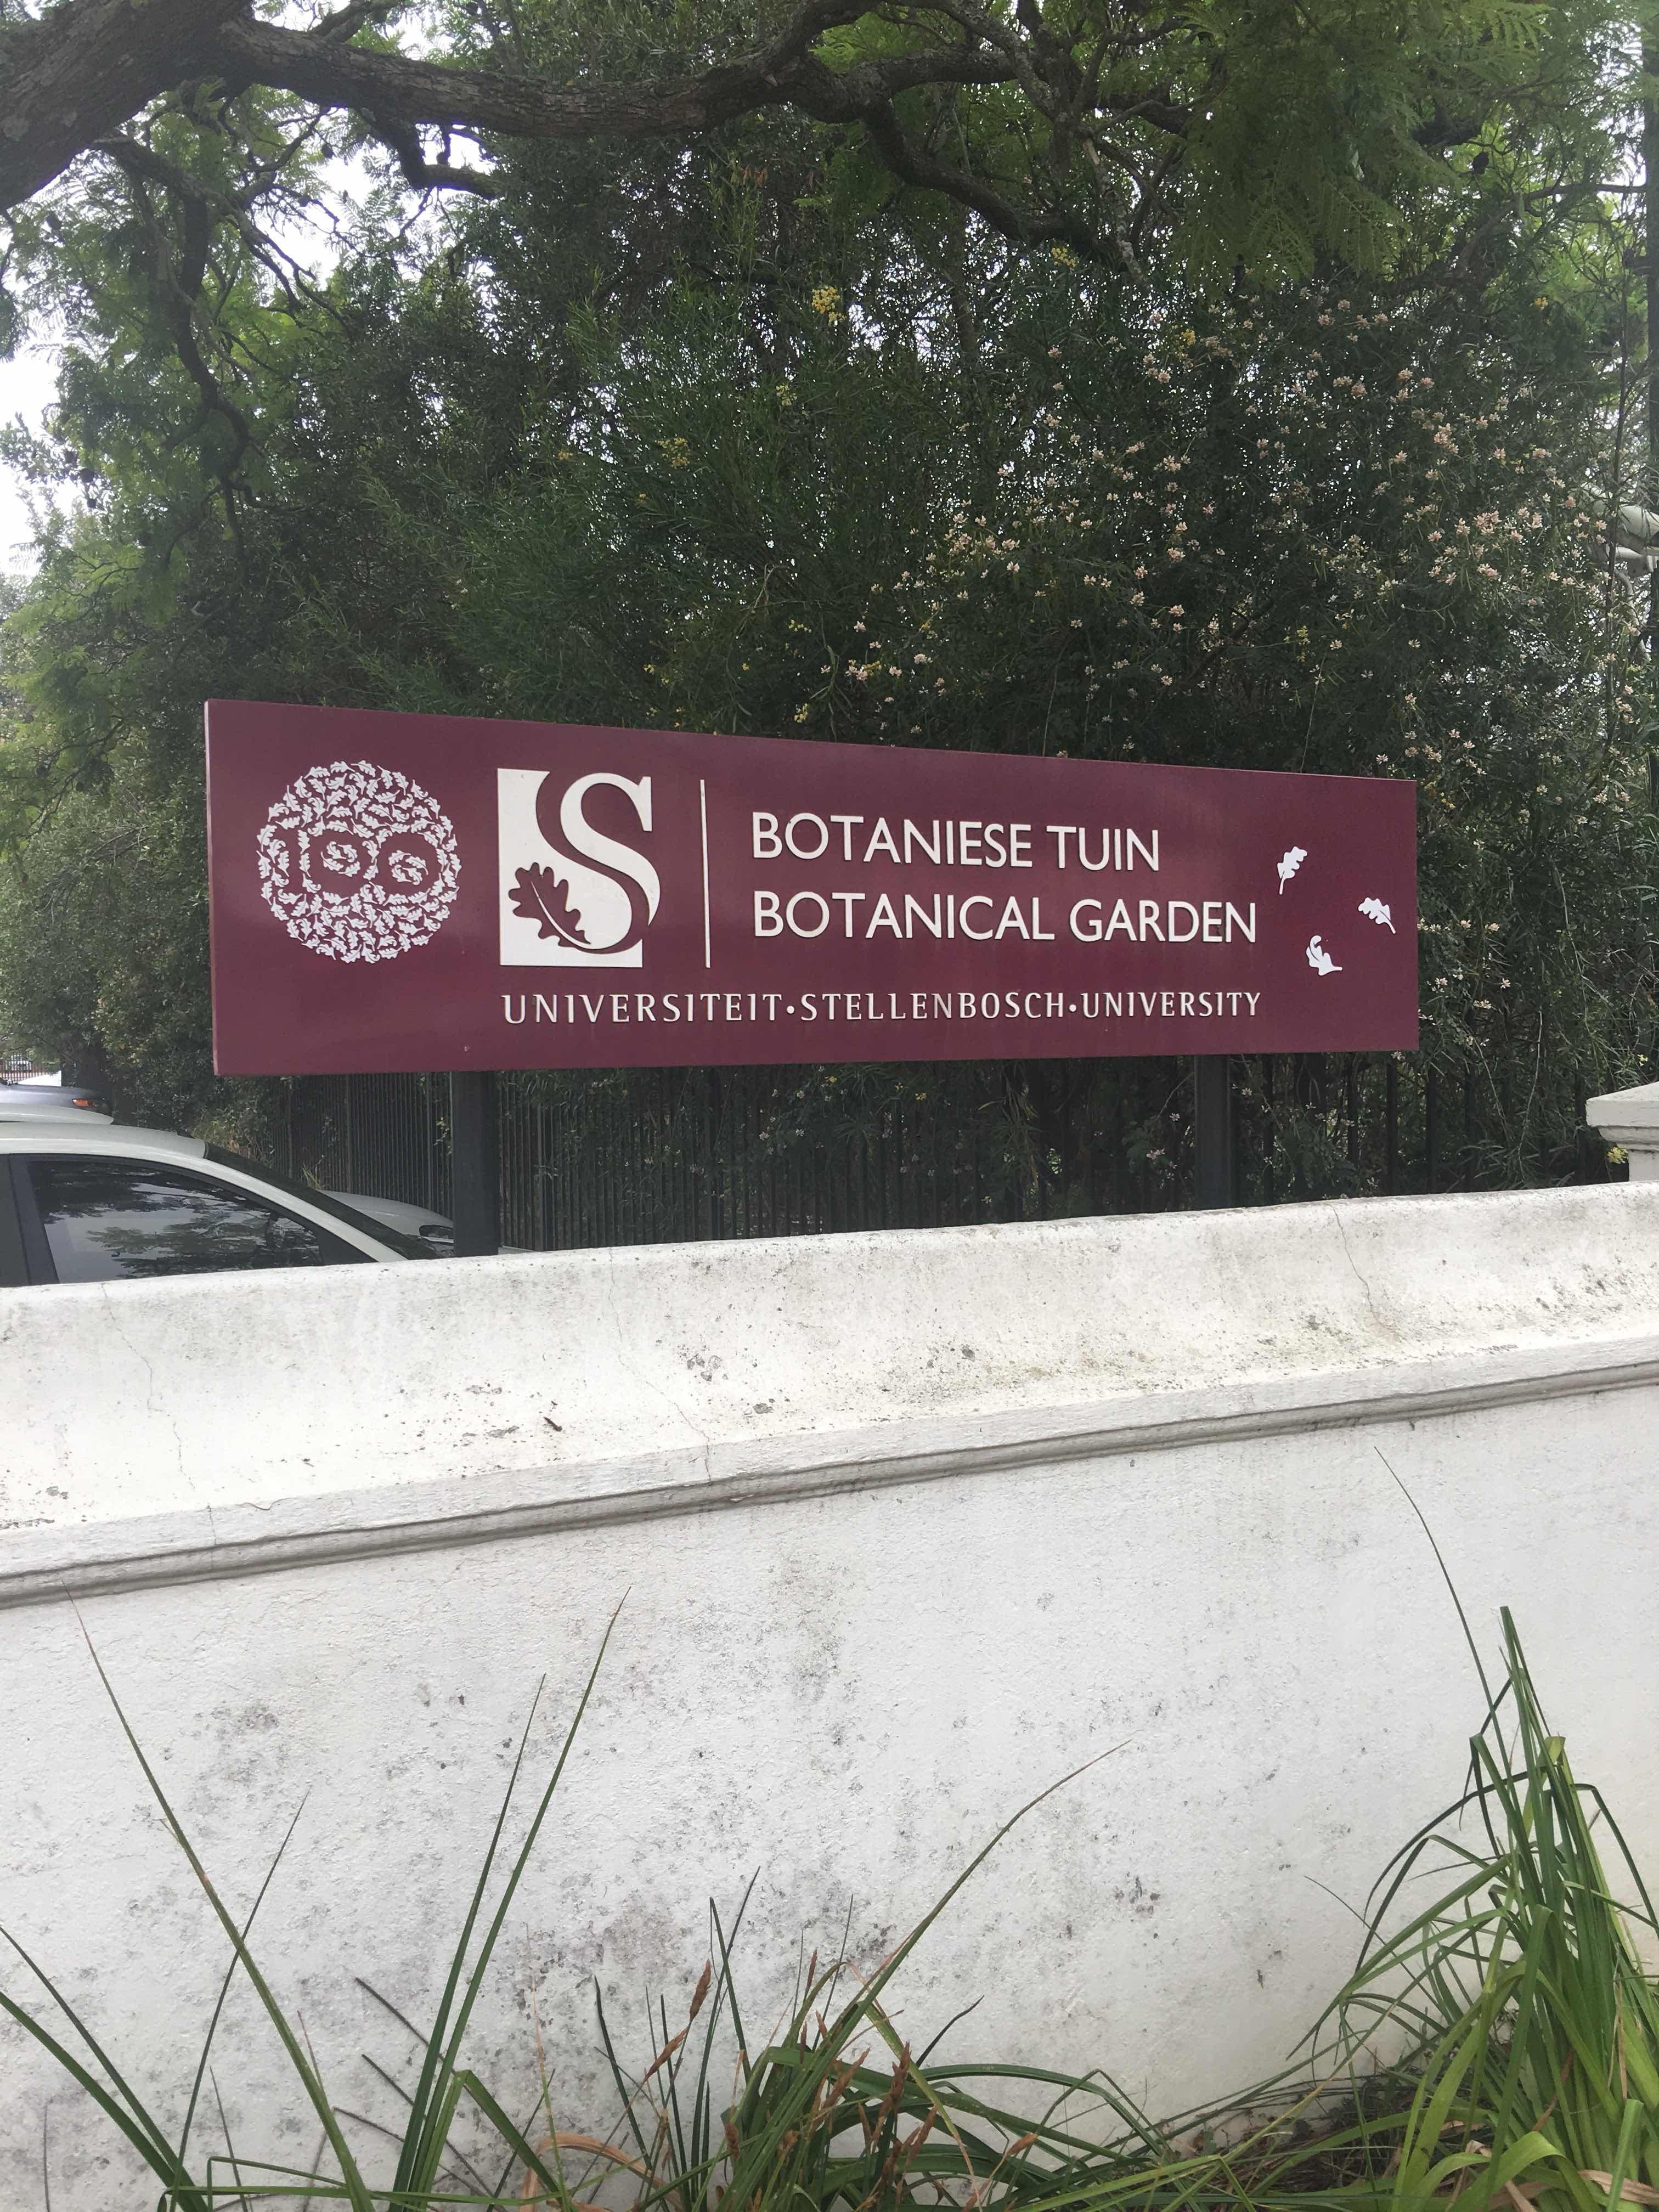 100
S
BOTANIESE TUIN
BOTANICAL GARDEN
UNIVERSITEIT·STELLENBOSCH·UNIVERSITY